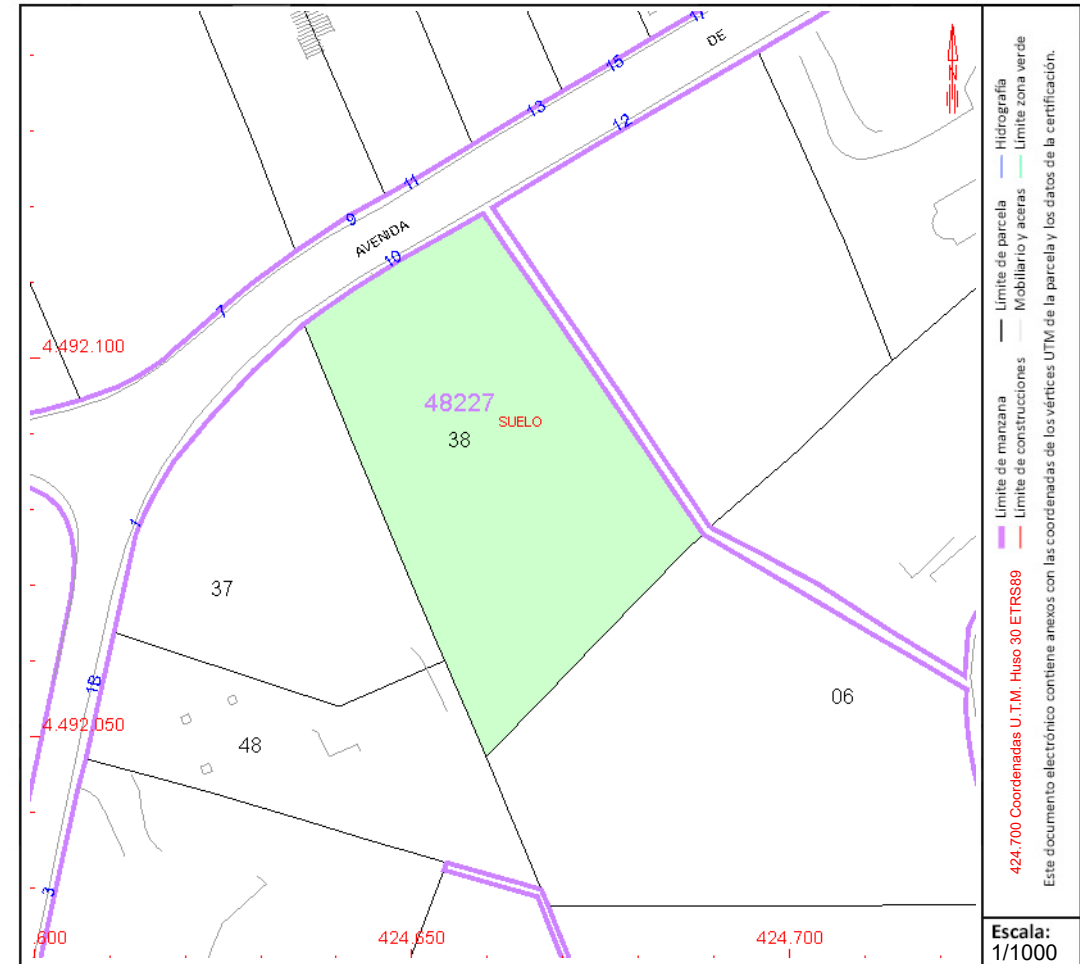 17
DE
15
13
12
11
9
AVENIDA
10
7
4.492.100
48227
SUELO
38
1
37
1B
06
4.492.050
48
3
.600
424.650
424.700
N
Límite de manzana
Límite de parcela
Hidrografía
Límite de construcciones
Mobiliario y aceras
Límite zona verde
424.700 Coordenadas U.T.M. Huso 30 ETRS89
Este documento electrónico contiene anexos con las coordenadas de los vértices UTM de la parcela y los datos de la certificación.
Escala:
1/1000